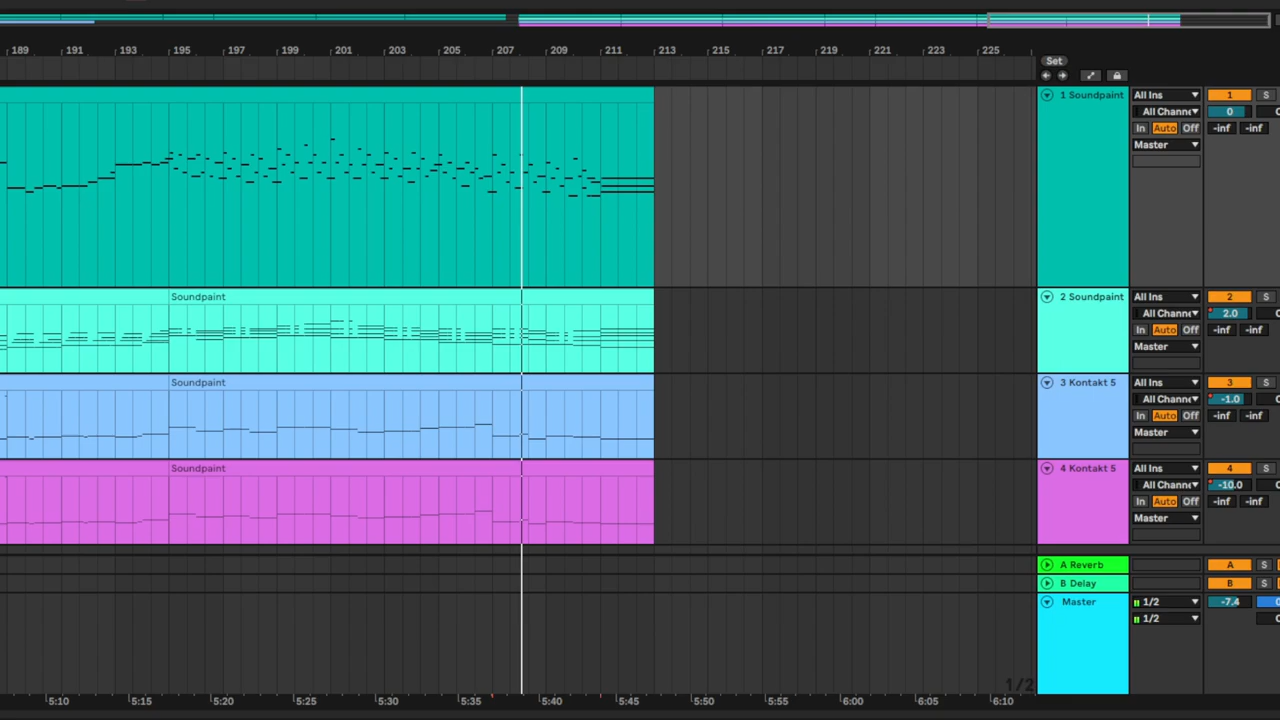 189 191 193 195 197 199 201 203 205 207 209 211 213 215 217 219 221 223 225
Set
1 Soundpaint All Ins 1 S
All Channe 0 C
In Auto Off -inf -inf
Master
Soundpaint 2 Soundpaint All Ins 2 S
All Channe 2.0 C
In Auto Off -inf -inf
Master
Soundpaint 3 Kontakt 5 All Ins 3 S
All Channe -1.0 C
In Auto Off -inf -inf
Master
Soundpaint 4 Kontakt 5 All Ins 4 S
All Channe -10.0 C
In Auto Off -inf -inf
Master
A Reverb A S
B Delay B S
Master 1/2 -7.4
1/2 C
1/2
5:10 5:15 5:20 5:25 5:30 5:35 5:40 5:45 5:50 5:55 6:00 6:05 6:10